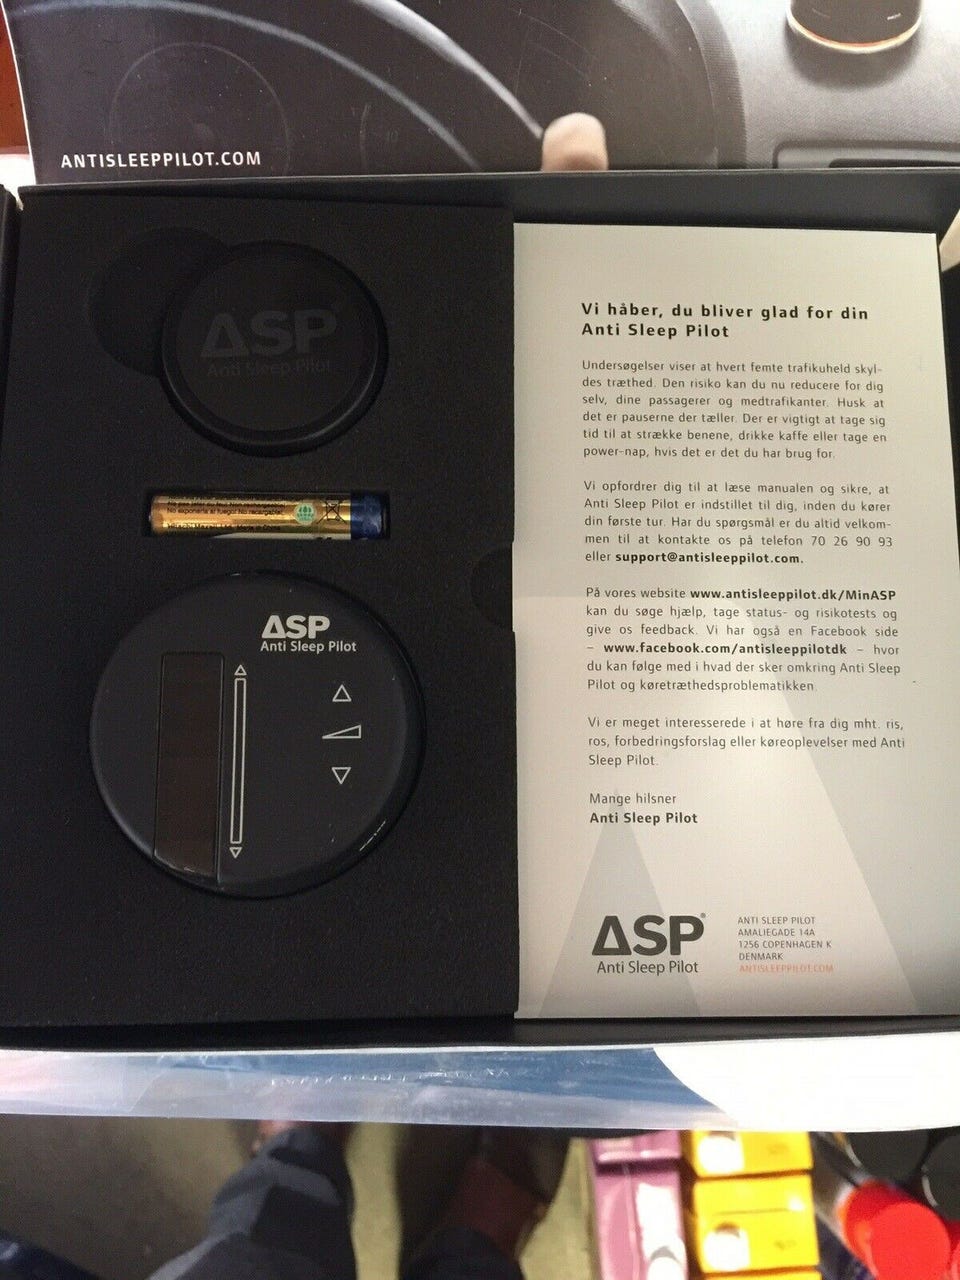 ANTISLEEPPILOT.COM
ASP
Anti Sleep Pilot
No exponerla al fuego! No recargable.
ASP
Anti Sleep Pilot
Vi håber, du bliver glad for din
Anti Sleep Pilot
Undersøgelser viser at hvert femte trafikuheld skyl-
des træthed. Den risiko kan du nu reducere for dig
selv, dine passagerer og medtrafikanter. Husk at
det er pauserne der tæller. Der er vigtigt at tage sig
tid til at strække benene, drikke kaffe eller tage en
power-nap, hvis det er det du har brug for.
Vi opfordrer dig til at læse manualen og sikre, at
Anti Sleep Pilot er indstillet til dig, inden du kører
din første tur. Har du spørgsmål er du altid velkom-
men til at kontakte os på telefon 70 26 90 93
eller support@antisleeppilot.com.
På vores website www.antisleeppilot.dk/MinASP
kan du søge hjælp, tage status- og risikotests og
give os feedback. Vi har også en Facebook side
– www.facebook.com/antisleeppilotdk – hvor
du kan følge med i hvad der sker omkring Anti Sleep
Pilot og køretræthedsproblematikken.
Vi er meget interesserede i at høre fra dig mht. ris,
ros, forbedringsforslag eller køreoplevelser med Anti
Sleep Pilot.
Mange hilsner
Anti Sleep Pilot
ASP®
Anti Sleep Pilot
ANTI SLEEP PILOT
AMALIEGADE 14A
1256 COPENHAGEN K
DENMARK
ANTISLEEPPILOT.COM